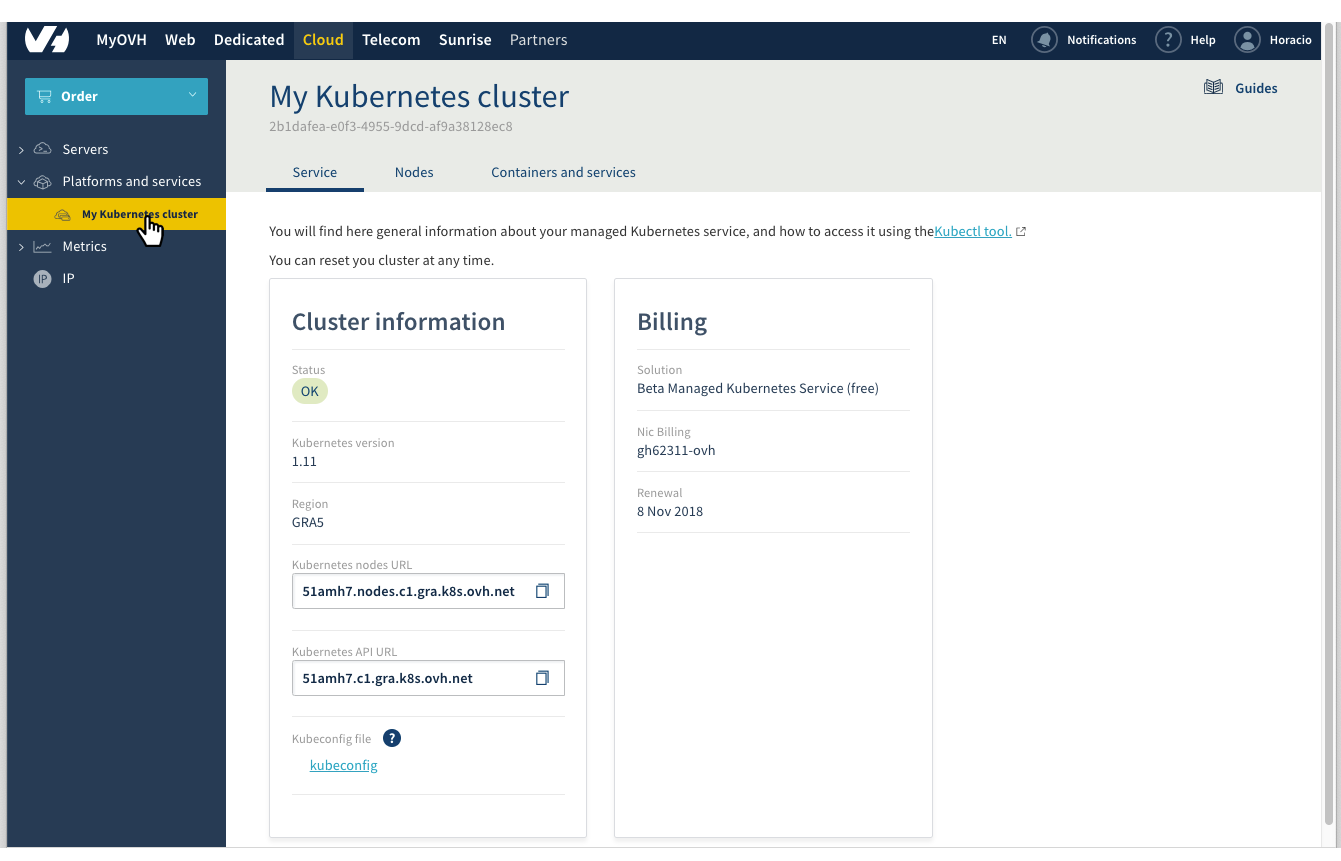 MyOVH Web Dedicated Cloud Telecom Sunrise Partners EN Notifications ? Help Horacio
Order
Servers
Platforms and services
My Kubernetes cluster
Metrics
IP IP
My Kubernetes cluster
2b1dafea-e0f3-4955-9dcd-af9a38128ec8
Guides
Service Nodes Containers and services
You will find here general information about your managed Kubernetes service, and how to access it using theKubectl tool.
You can reset you cluster at any time.
Cluster information
Status
OK
Kubernetes version
1.11
Region
GRA5
Kubernetes nodes URL
51amh7.nodes.c1.gra.k8s.ovh.net
Kubernetes API URL
51amh7.c1.gra.k8s.ovh.net
Kubeconfig file ?
kubeconfig
Billing
Solution
Beta Managed Kubernetes Service (free)
Nic Billing
gh62311-ovh
Renewal
8 Nov 2018